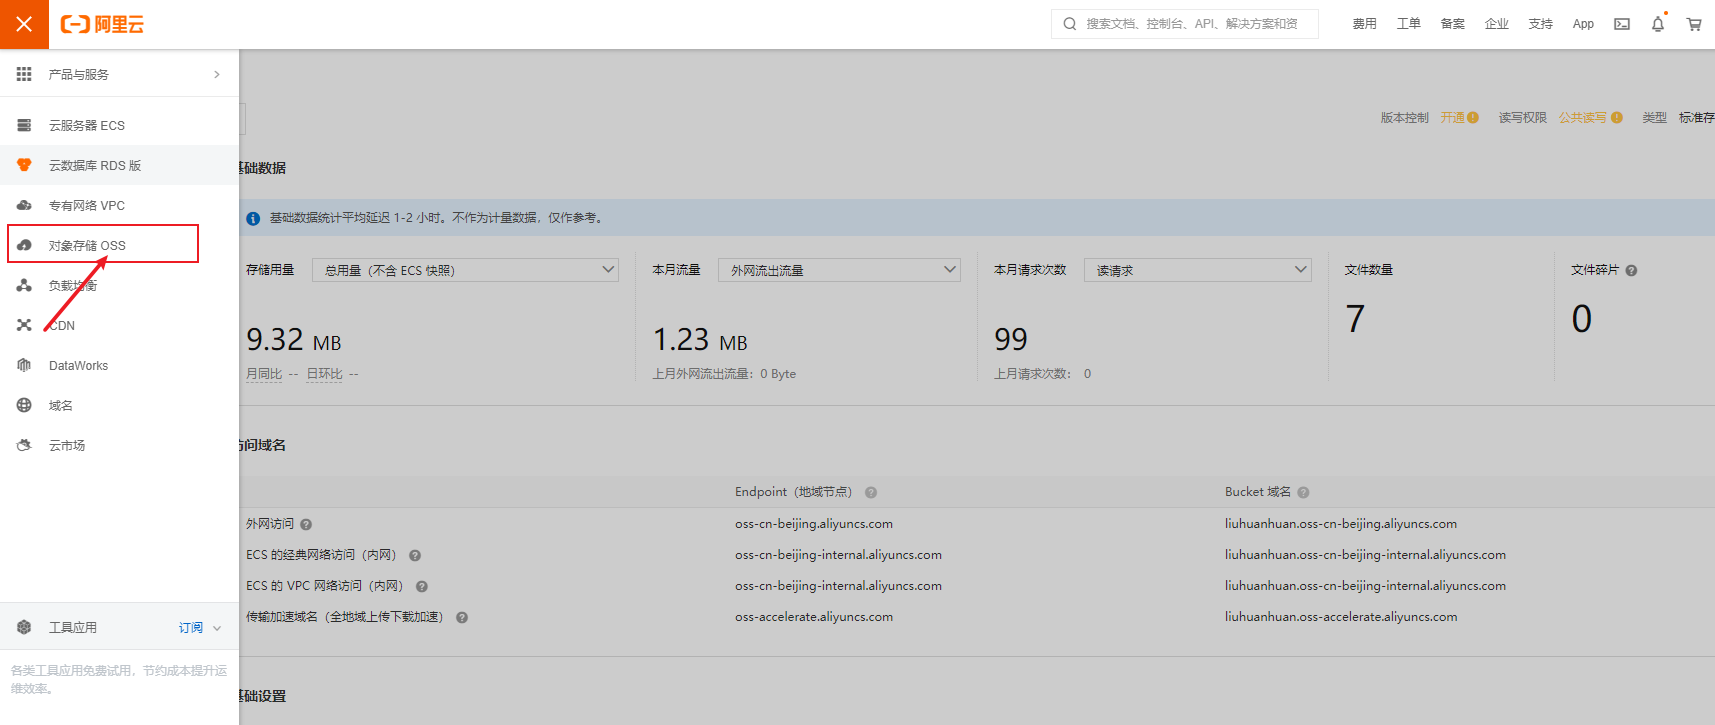 阿里云
搜索文档、控制台、API、解决方案和资
费用 工单 备案 企业 支持 App
产品与服务
云服务器 ECS
云数据库 RDS 版
专有网络 VPC
对象存储 OSS
负载均衡
CDN
DataWorks
域名
云市场
工具应用 订阅
各类工具应用免费试用，节约成本提升运
维效率。
版本控制 开通 读写权限 公共读写 类型 标准存
基础数据
基础数据统计平均延迟 1-2 小时。不作为计量数据，仅作参考。
存储用量 总用量（不含 ECS 快照） 本月流量 外网流出流量 本月请求次数 读请求 文件数量 文件碎片
9.32 MB 1.23 MB 99 7 0
月同比 -- 日环比 -- 上月外网流出流量：0 Byte 上月请求次数： 0
访问域名
Endpoint（地域节点） Bucket 域名
外网访问 oss-cn-beijing.aliyuncs.com liuhuanhuan.oss-cn-beijing.aliyuncs.com
ECS 的经典网络访问（内网） oss-cn-beijing-internal.aliyuncs.com liuhuanhuan.oss-cn-beijing-internal.aliyuncs.com
ECS 的 VPC 网络访问（内网） oss-cn-beijing-internal.aliyuncs.com liuhuanhuan.oss-cn-beijing-internal.aliyuncs.com
传输加速域名（全地域上传下载加速） oss-accelerate.aliyuncs.com liuhuanhuan.oss-accelerate.aliyuncs.com
基础设置